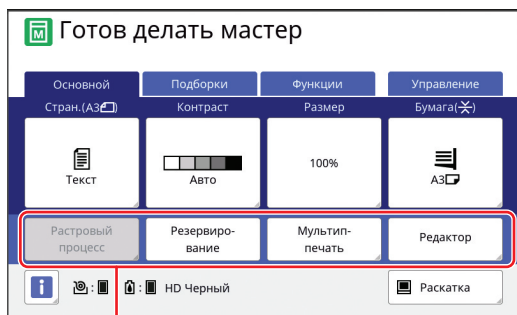 M Готов делать мастер
Основной Подборки Функции Управление
Стран.(A3) Контраст Размер Бумага( )
Текст Авто 100% A3
Растровый процесс Резервиро-вание Мультип-печать Редактор
i : : HD Черный Раскатка